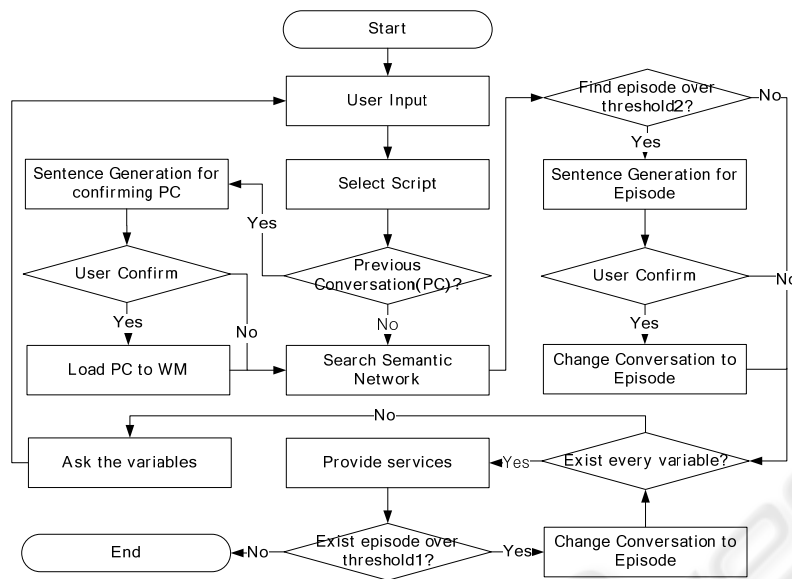 Start
User Input
Select Script
Previous
Conversation(PC)?
Yes
No
Sentence Generation for
confirming PC
User Confirm
Yes
No
Load PC to WM
Search Semantic
Network
Find episode over
threshold2?
No
Yes
Sentence Generation for
Episode
User Confirm
No
Yes
Change Conversation to
Episode
Exist every variable?
No
Ask the variables
Yes
Provide services
Exist episode over
threshold1?
Yes
Change Conversation to
Episode
No
End